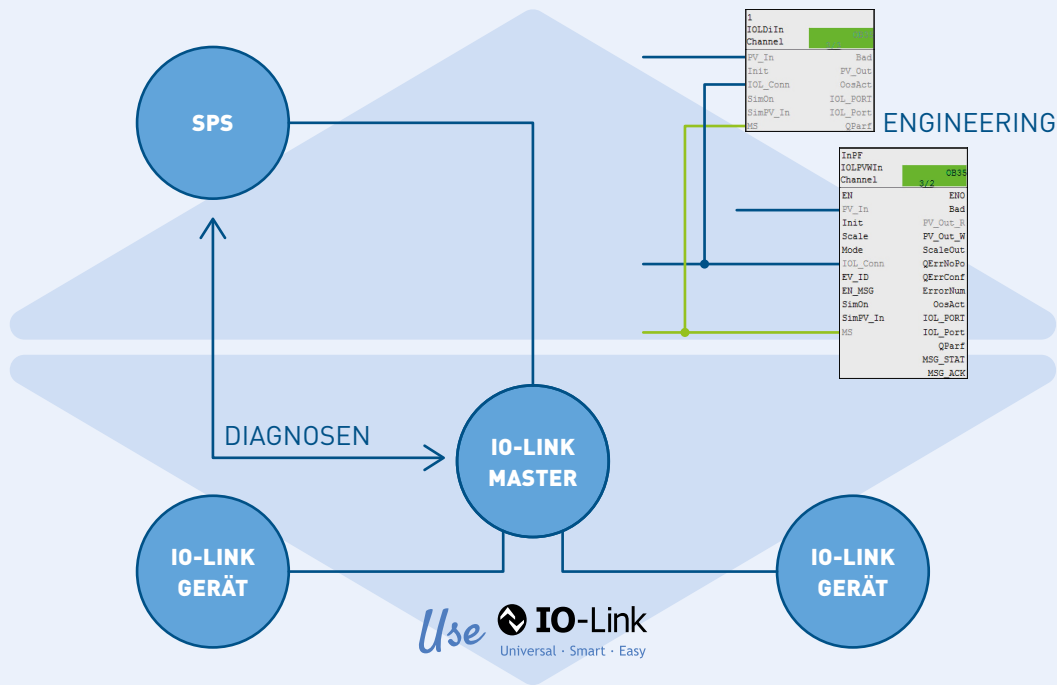 SPS
1
IOLDiIn
Channel
PV_In Bad
Init PV_Out
IOL_Conn OosAct
SimOn IOL_PORT
SimPV_In IOL_Port
MS QParf
ENGINEERING
InPF
IOLPVWIn
Channel
OB35
3/2
EN ENO
PV_In Bad
Init PV_Out_R
Scale PV_Out_W
Mode ScaleOut
IOL_Conn QErrNoPo
EV_ID QErrConf
EN_MSG ErrorNum
SimOn OosAct
SimPV_In IOL_PORT
MS IOL_Port
QParf
MSG_STAT
MSG_ACK
DIAGNOSEN
IO-LINK
MASTER
IO-LINK
GERÄT
IO-LINK
GERÄT
Use IO-Link
Universal · Smart · Easy